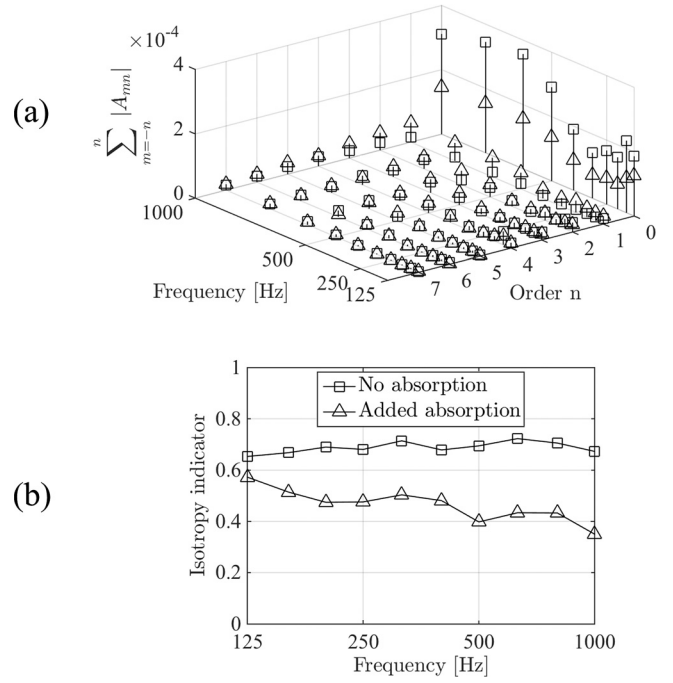 (a)
×10⁻⁴
n
∑ |Aₘₙ|
m=−n
4
2
0
1000
500
250
125
Frequency [Hz]
7
6
5
4
3
2
1
0
Order n
(b)
Isotropy indicator
1
0.8
0.6
0.4
0.2
0
No absorption
Added absorption
125
250
500
1000
Frequency [Hz]